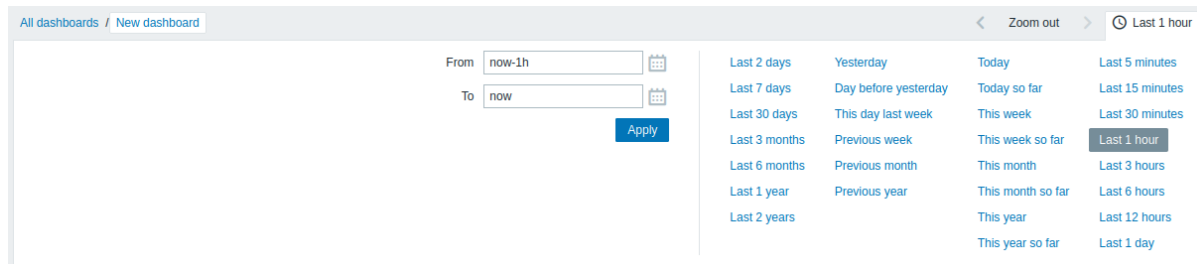 All dashboards / New dashboard
Zoom out
Last 1 hour
From now-1h
To now
Apply
Last 2 days Yesterday Today Last 5 minutes
Last 7 days Day before yesterday Today so far Last 15 minutes
Last 30 days This day last week This week Last 30 minutes
Last 3 months Previous week This week so far Last 1 hour
Last 6 months Previous month This month Last 3 hours
Last 1 year Previous year This month so far Last 6 hours
Last 2 years This year Last 12 hours
This year so far Last 1 day